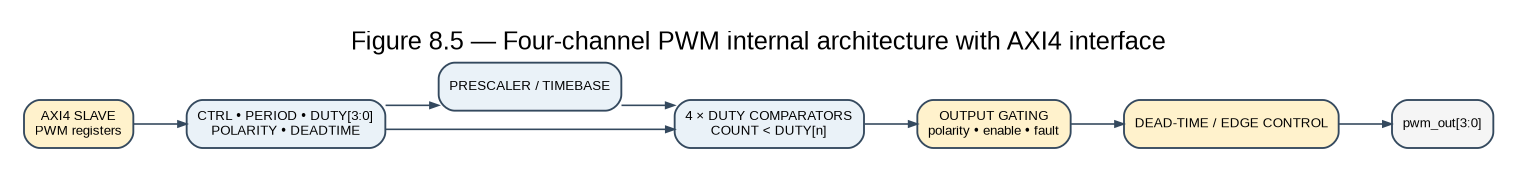 Figure 8.5 — Four-channel PWM internal architecture with AXI4 interface
AXI4 SLAVE
PWM registers
CTRL • PERIOD • DUTY[3:0]
POLARITY • DEADTIME
PRESCALER / TIMEBASE
4 × DUTY COMPARATORS
COUNT < DUTY[n]
OUTPUT GATING
polarity • enable • fault
DEAD-TIME / EDGE CONTROL
pwm_out[3:0]